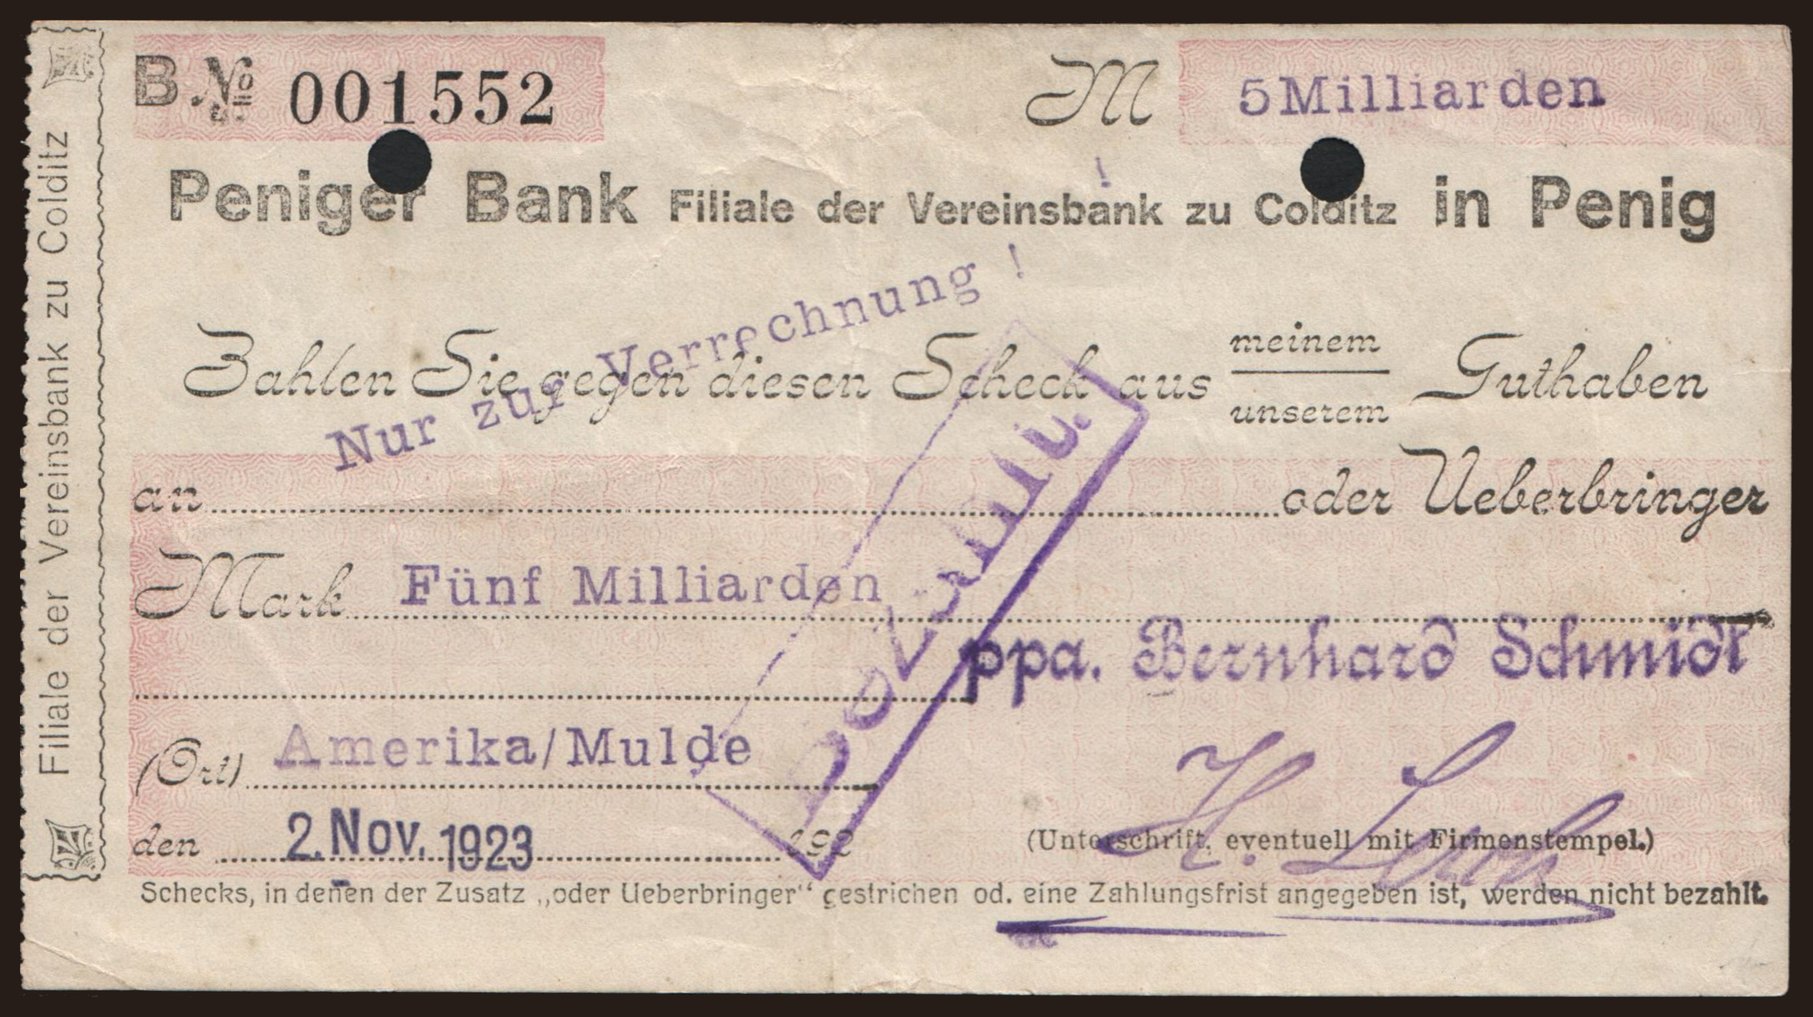 B № 001552
M 5 Milliarden
Peniger Bank Filiale der Vereinsbank zu Colditz in Penig
Nur zur Verrechnung !
Zahlen Sie gegen diesen Scheck aus meinem
unserem Guthaben
an oder Ueberbringer
Mark Fünf Milliarden
ppa. Bernhard Schmidt
(Ort) Amerika/Mulde
den 2. Nov. 1923 192
Bezahlt.
(Unterschrift, eventuell mit Firmenstempel.)
Schecks, in denen der Zusatz „oder Ueberbringer“ gestrichen od. eine Zahlungsfrist angegeben ist, werden nicht bezahlt.
Filiale der Vereinsbank zu Colditz